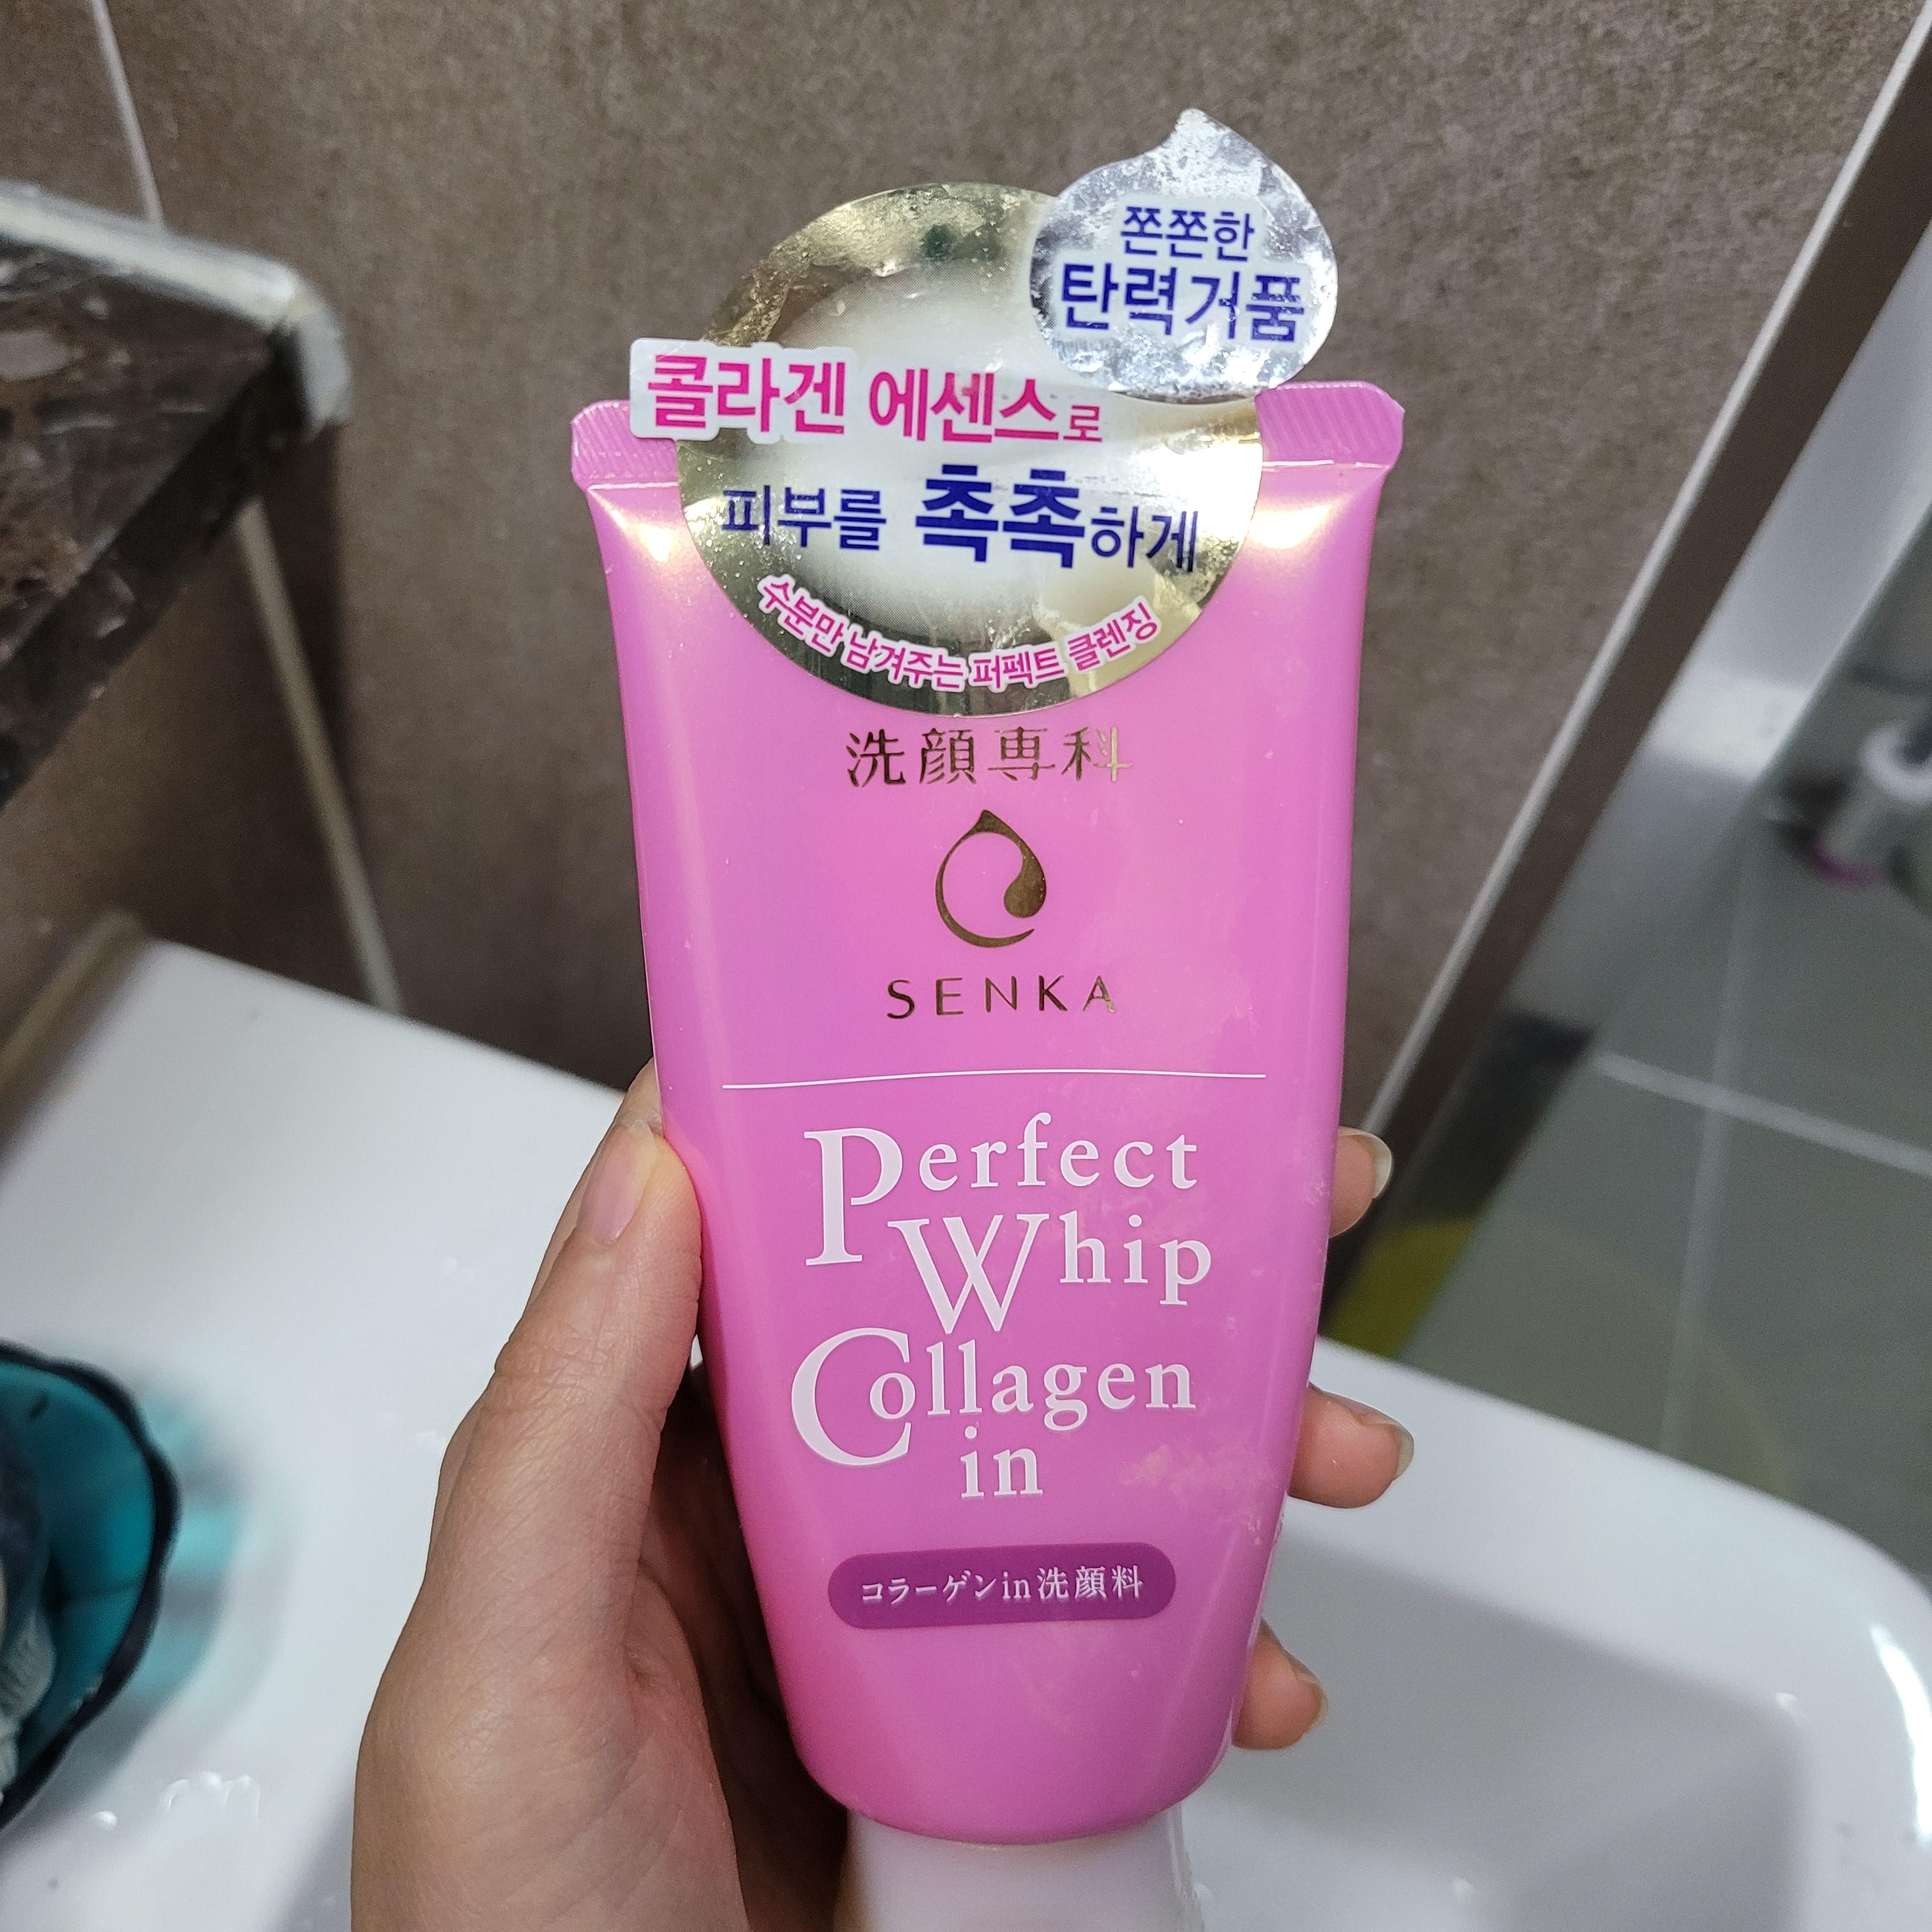 쫀쫀한
탄력거품
콜라겐 에센스로
피부를 촉촉하게
수분만 남겨주는 퍼펙트 클렌징
洗顔専科
SENKA
Perfect
Whip
Collagen
in
コラーゲンin洗顔料